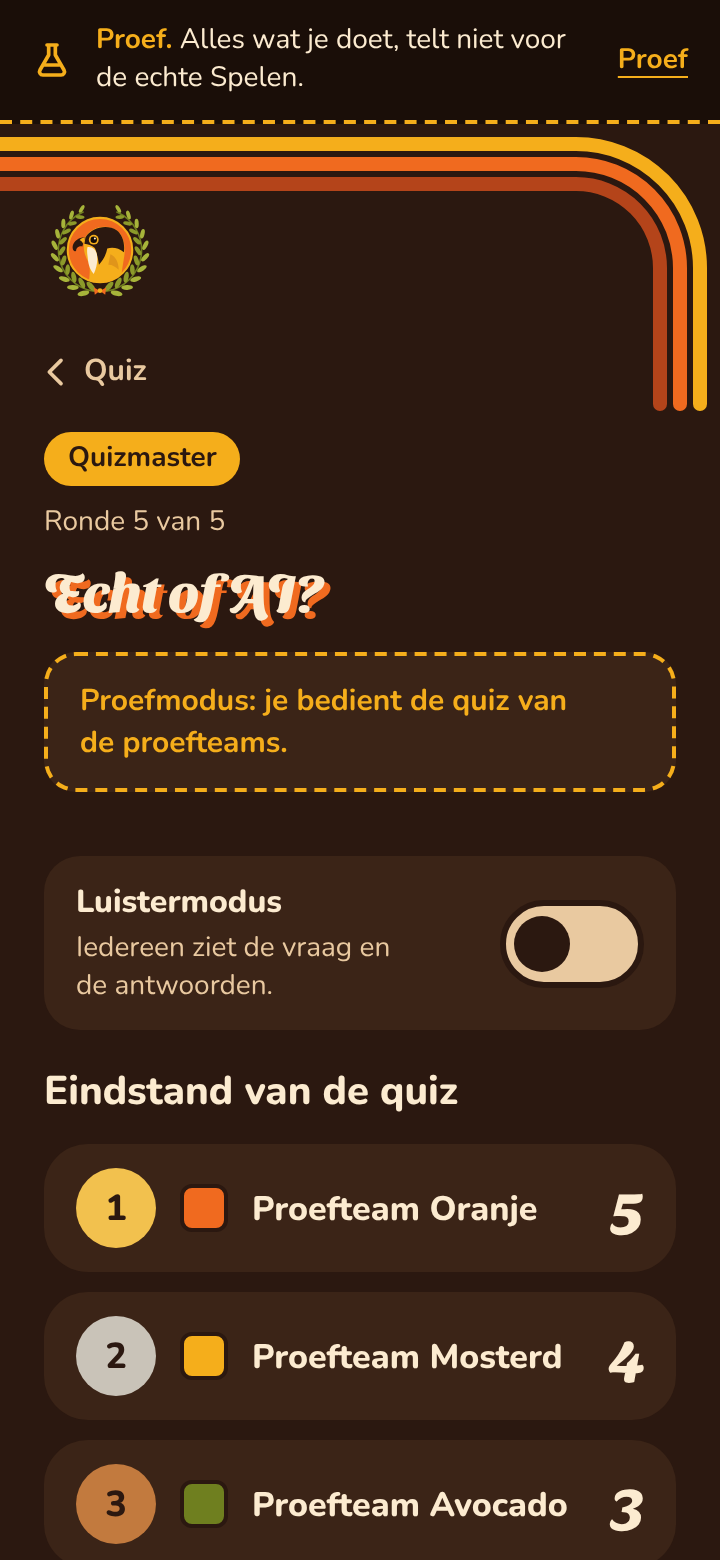 Proef. Alles wat je doet, telt niet voor
de echte Spelen.
Proef
Quiz
Quizmaster
Ronde 5 van 5
Echt of AI?
Proefmodus: je bedient de quiz van
de proefteams.
Luistermodus
Iedereen ziet de vraag en
de antwoorden.
Eindstand van de quiz
1 Proefteam Oranje 5
2 Proefteam Mosterd 4
3 Proefteam Avocado 3